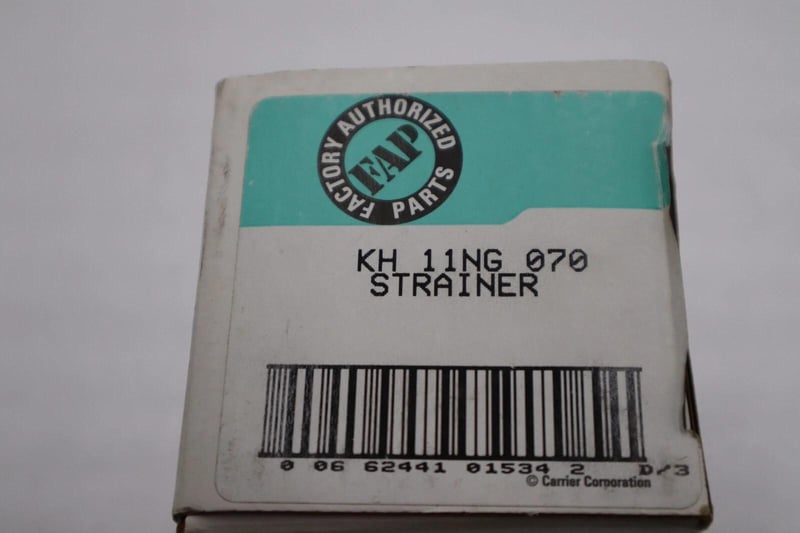 FACTORY AUTHORIZED
FAP
PARTS
KH 11NG 070
STRAINER
0 06 62441 01534 2 D/3
© Carrier Corporation